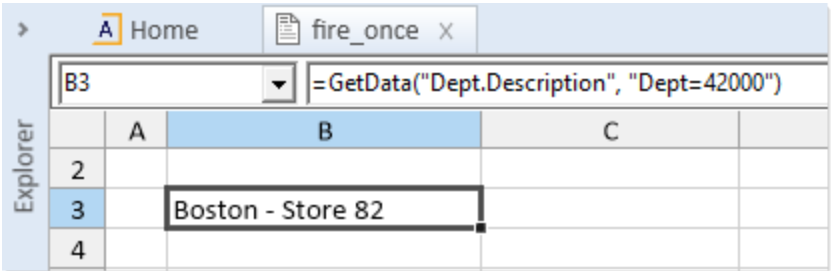 > A Home fire_once X
B3 =GetData("Dept.Description", "Dept=42000")
Explorer
A B C
2
3 Boston - Store 82
4